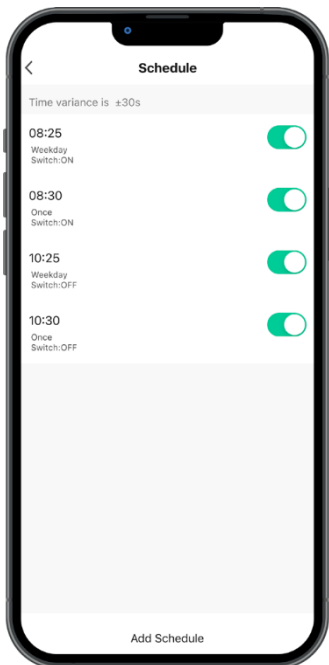 Schedule
Time variance is ±30s
08:25
Weekday
Switch:ON
08:30
Once
Switch:ON
10:25
Weekday
Switch:OFF
10:30
Once
Switch:OFF
Add Schedule